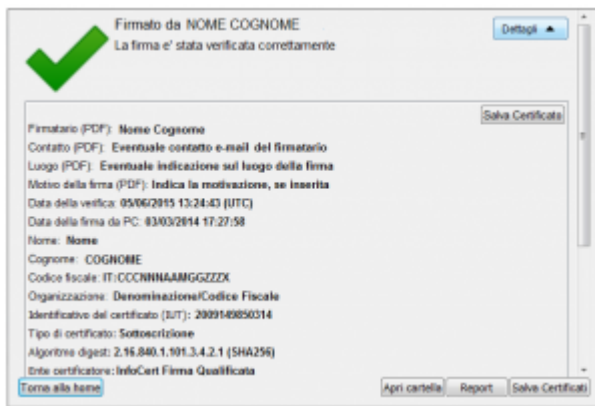 Firmato da NOME COGNOME
La firma e' stata verificata correttamente
Dettagli
Salva Certificato
Firmatario (PDF): Nome Cognome
Contatto (PDF): Eventuale contatto e-mail del firmatario
Luogo (PDF): Eventuale indicazione sul luogo della firma
Motivo della firma (PDF): Indica la motivazione, se inserita
Data della verifica: 05/06/2015 13:24:43 (UTC)
Data della firma da PC: 03/03/2014 17:27:58
Nome: Nome
Cognome: COGNOME
Codice fiscale: IT:CCCNNNAAMGGZZZX
Organizzazione: Denominazione/Codice Fiscale
Identificativo del certificato (IUT): 2009149850314
Tipo di certificato: Sottoscrizione
Algoritmo digest: 2.16.840.1.101.3.4.2.1 (SHA256)
Ente certificatore: InfoCert Firma Qualificata
Torna alla home
Apri cartella
Report
Salva Certificati